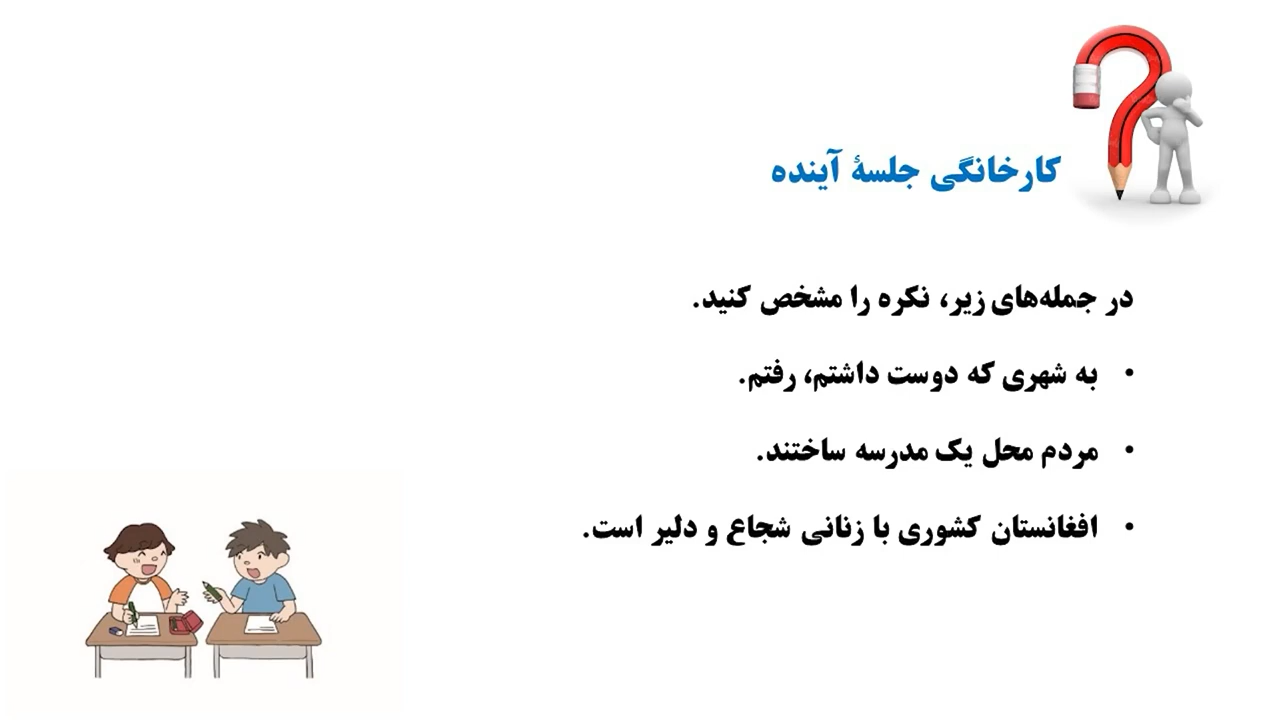 کارخانگی جلسهٔ آینده
در جمله‌های زیر، نکره را مشخص کنید.
• به شهری که دوست داشتم، رفتم.
• مردم محل یک مدرسه ساختند.
• افغانستان کشوری با زنانی شجاع و دلیر است.